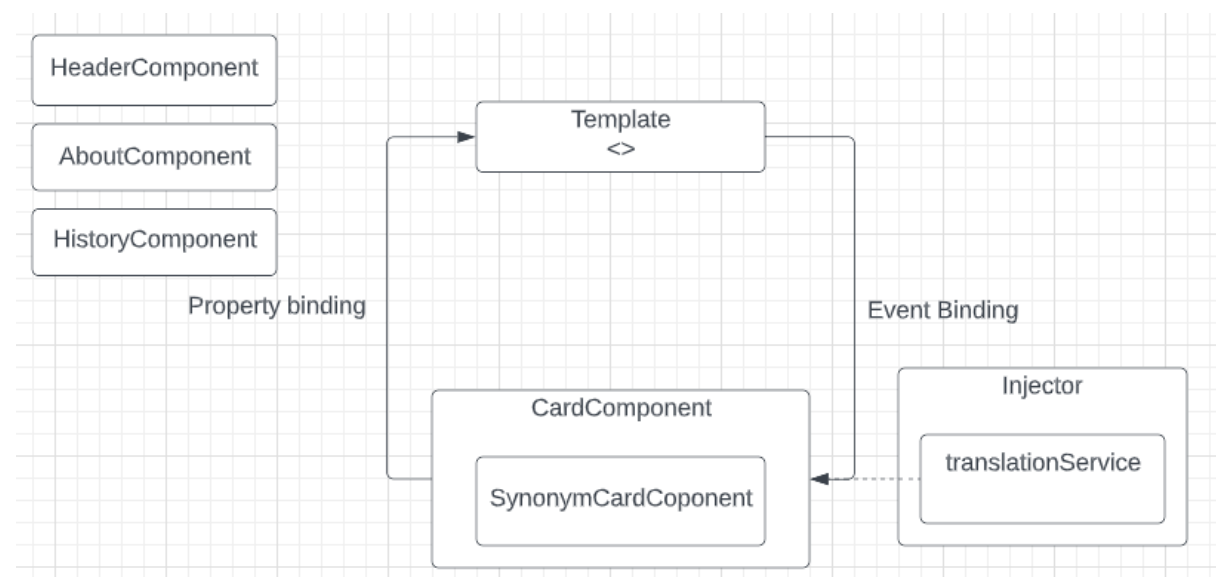 HeaderComponent
AboutComponent
HistoryComponent
Template
<>
Property binding
Event Binding
CardComponent
SynonymCardCoponent
Injector
translationService